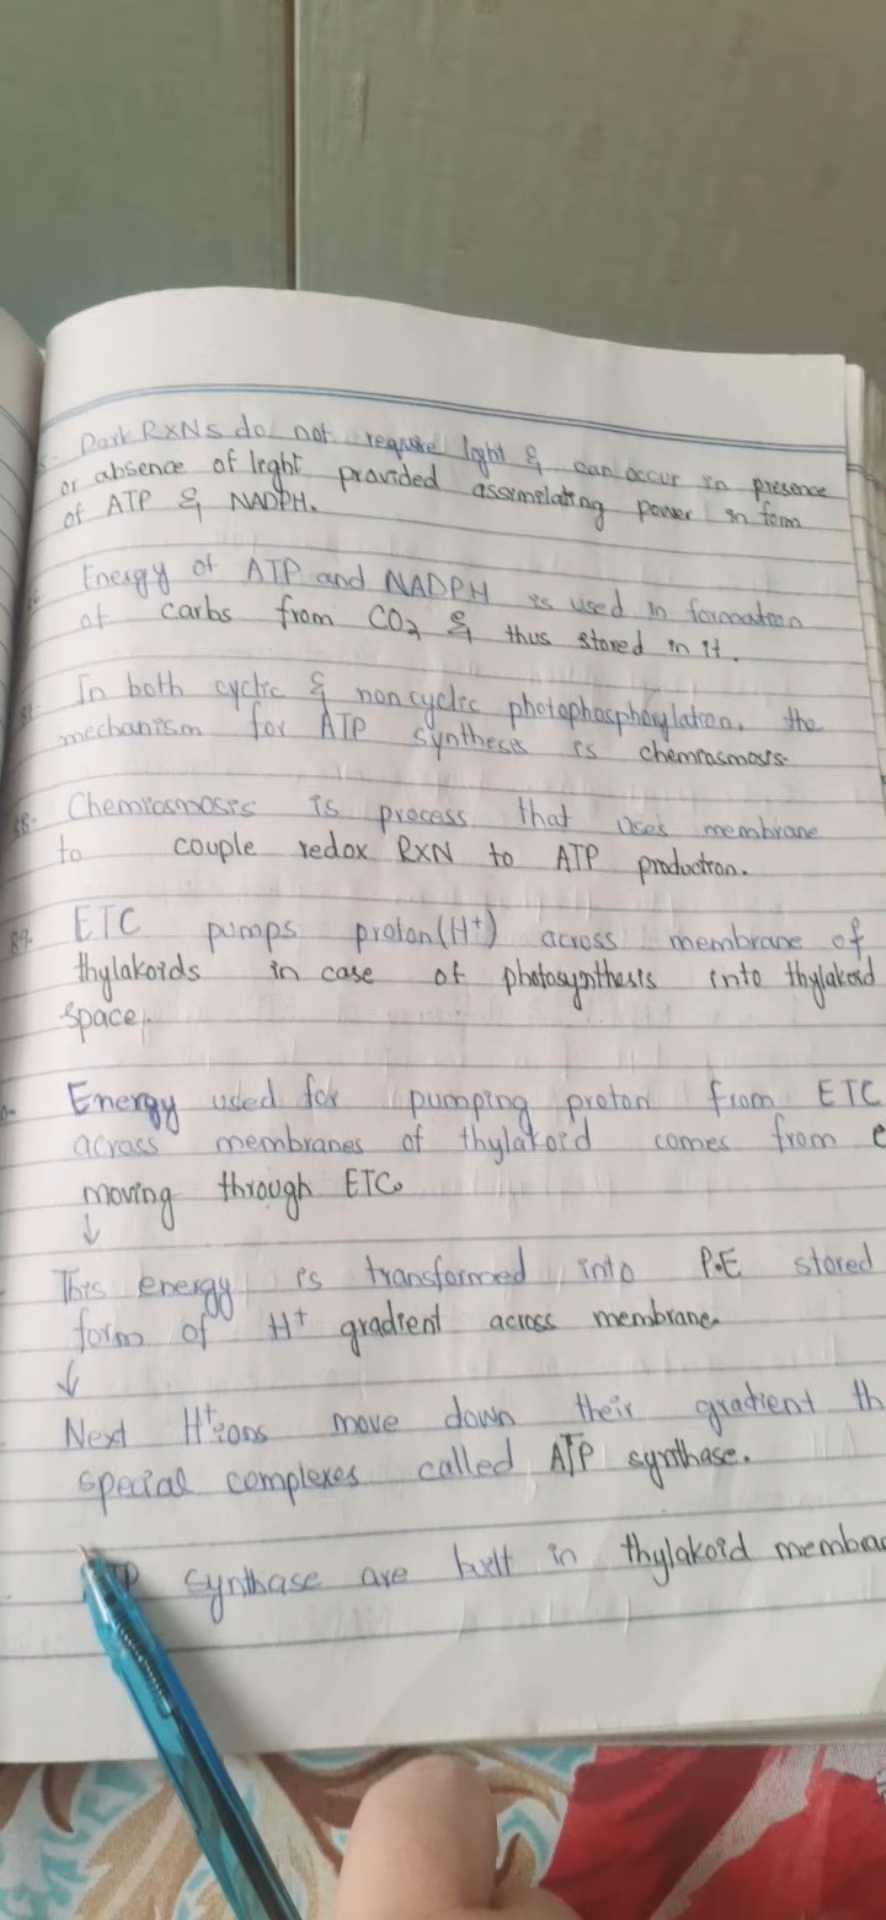 Dark RXNs do not require light & can occur in presence
or absence of light provided assimilating power in form
of ATP & NADPH.
Energy of ATP and NADPH is used in formation
of carbs from CO2 & thus stored in it.
In both cyclic & non cyclic photophosphorylation, the
mechanism for ATP synthesis is chemiosmosis.
88. Chemiosmosis is process that uses membrane
to couple redox RXN to ATP production.
89. ETC pumps proton (H+) across membrane of
thylakoids in case of photosynthesis into thylakoid
space.
Energy used for pumping proton from ETC
across membranes of thylakoid comes from e
moving through ETC.
↓
This energy is transformed into P.E stored
form of H+ gradient across membrane.
↓
Next H+ ions move down their gradient th
special complexes called ATP synthase.
synthase are built in thylakoid membra